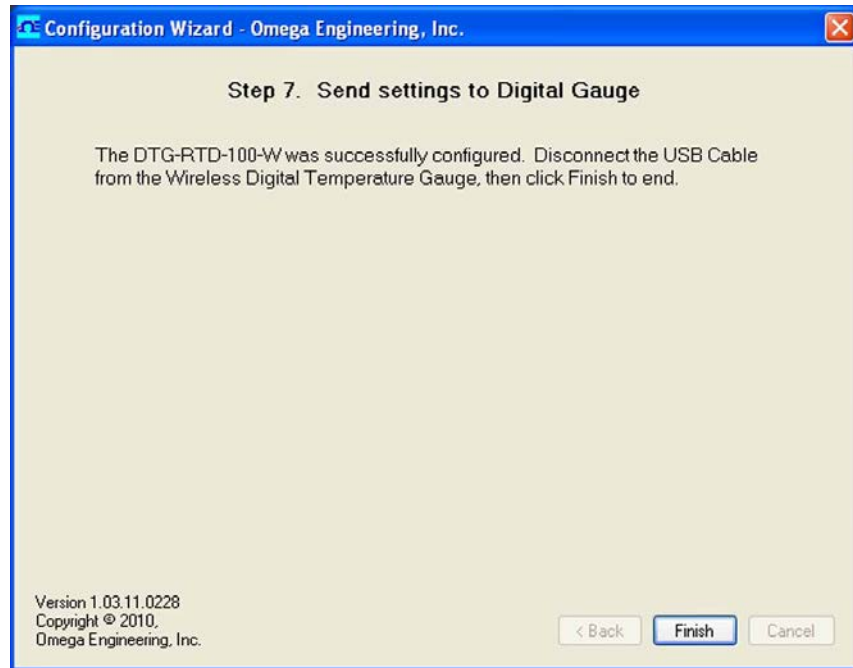 Configuration Wizard - Omega Engineering, Inc.
Step 7. Send settings to Digital Gauge
The DTG-RTD-100-W was successfully configured. Disconnect the USB Cable
from the Wireless Digital Temperature Gauge, then click Finish to end.
Version 1.03.11.0228
Copyright © 2010,
Omega Engineering, Inc.
< Back Finish Cancel